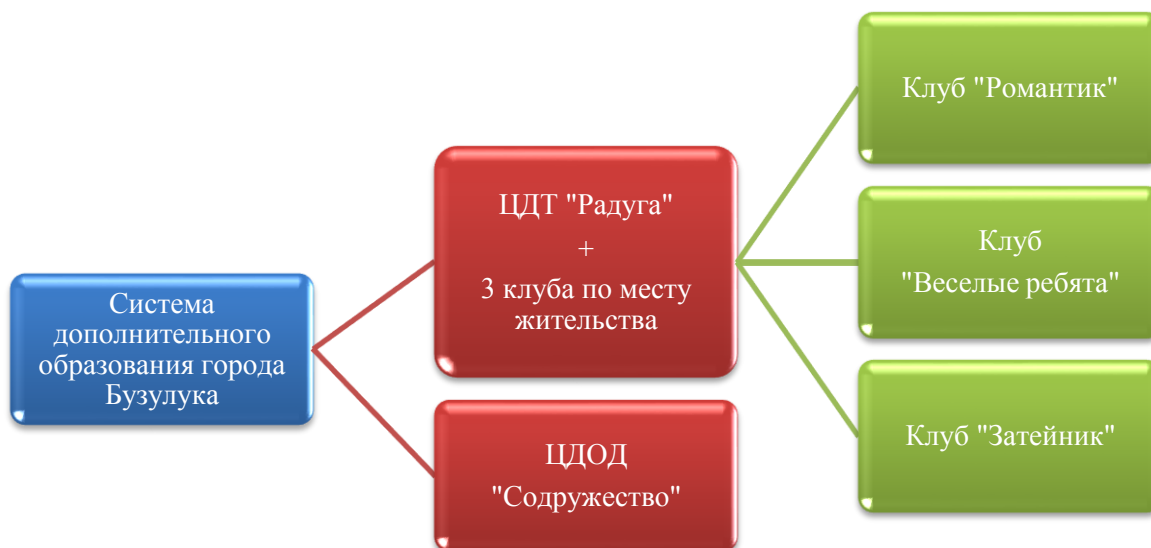 Система
дополнительного
образования города
Бузулука
ЦДТ "Радуга"
+
3 клуба по месту
жительства
ЦДОД
"Содружество"
Клуб "Романтик"
Клуб
"Веселые ребята"
Клуб "Затейник"